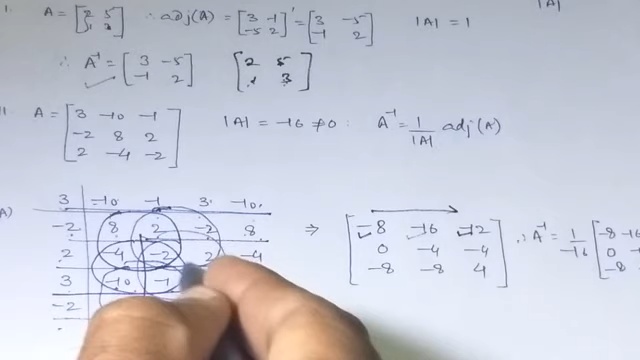 I. A = [2 5 1 3] ∴ adj(A) = [3 -1 -5 2]' = [3 -5 -1 2] |A| = 1 |A|
∴ A⁻¹ = [3 -5 -1 2] [2 5 1 3]
II A = [3 -10 -1 -2 8 2 2 -4 -2] |A| = -16 ≠ 0 : A⁻¹ = 1/|A| adj(A)
A) 3 -10 -1 3 -10
-2 8 2 -2 8 ⇒ [-8 -16 -12 ∴ A⁻¹ = 1/-16 [-8 -16
2 -4 -2 2 -4 0 -4 -4 0
3 -10 -1 -8 -8 4] -8
-2